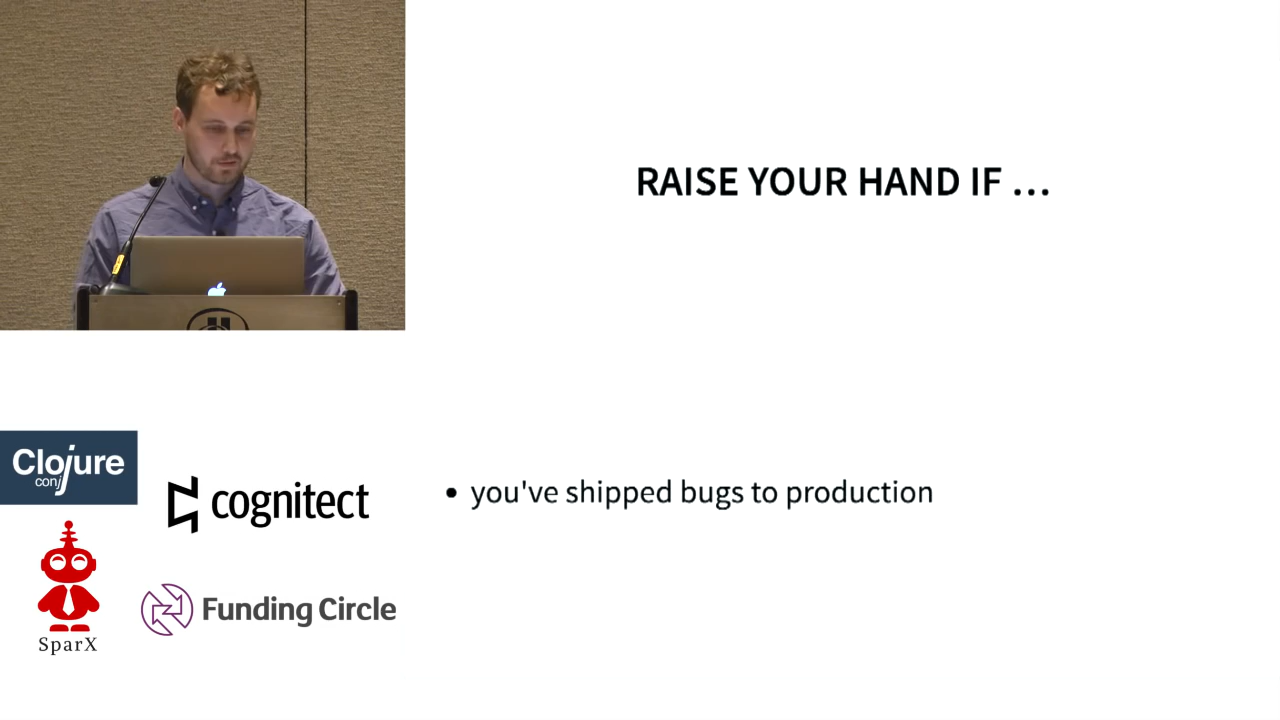 RAISE YOUR HAND IF ...
• you've shipped bugs to production
Clojure
conj
cognitect
SparX
Funding Circle